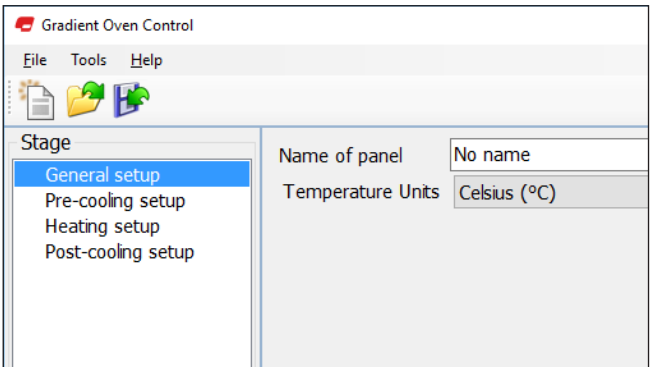 Gradient Oven Control
File Tools Help
Stage
General setup
Pre-cooling setup
Heating setup
Post-cooling setup
Name of panel No name
Temperature Units Celsius (°C)